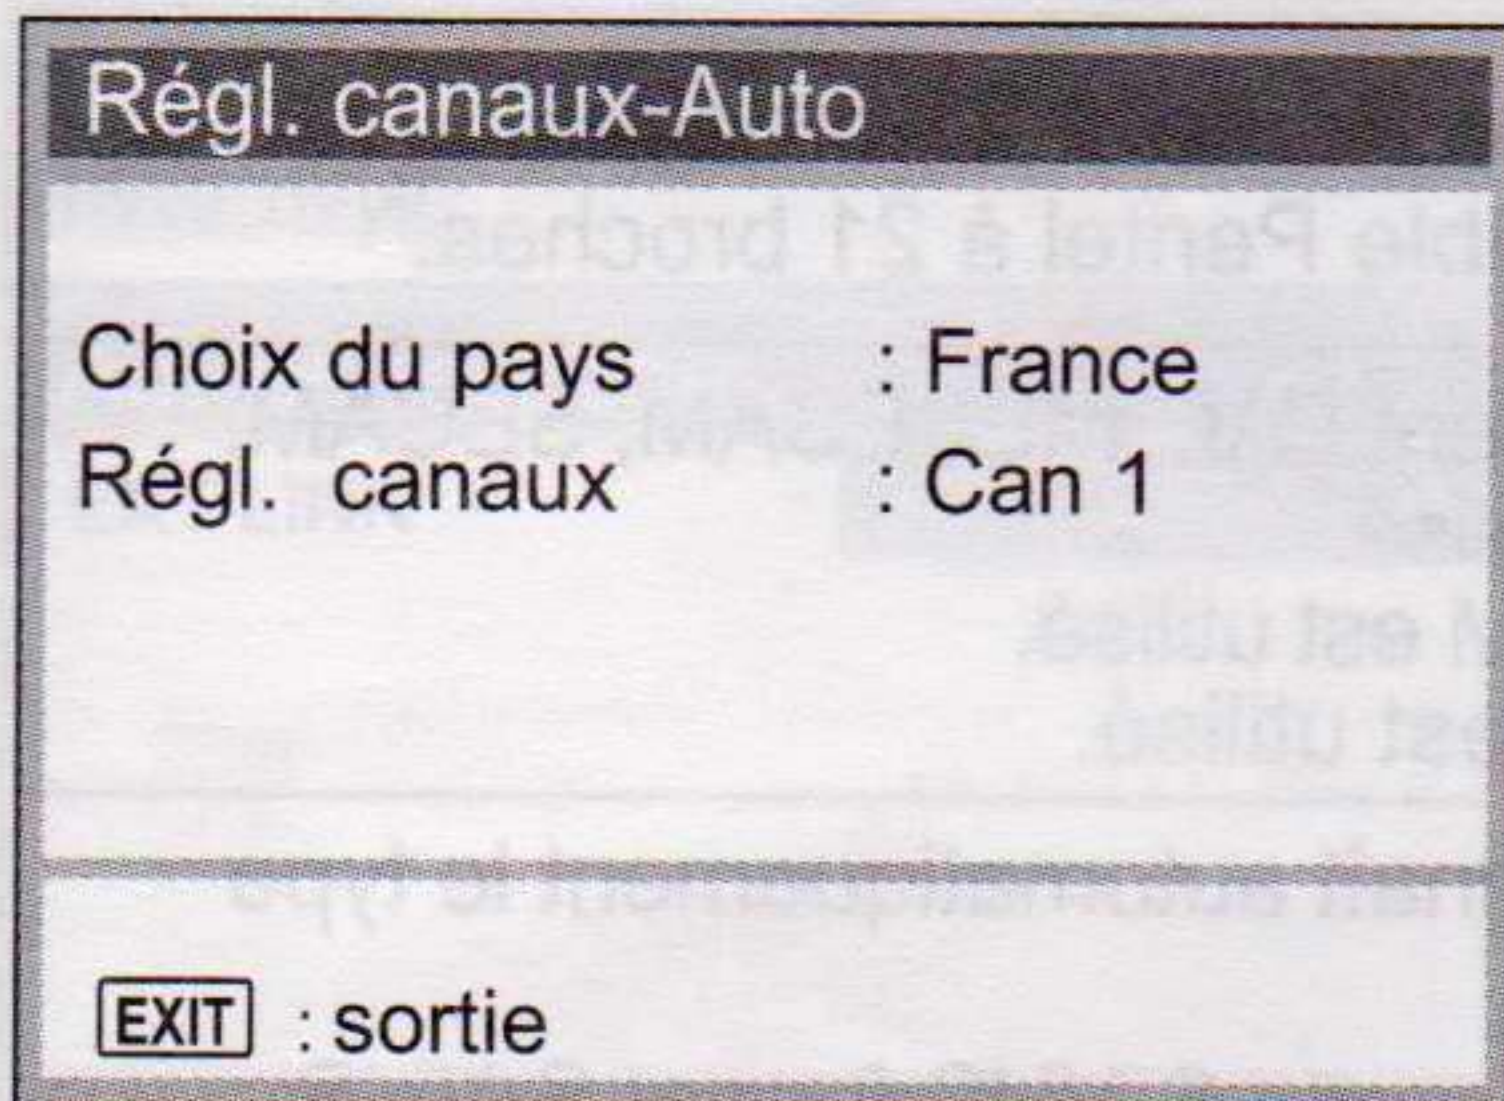 Régl. canaux-Auto
Choix du pays : France
Régl. canaux : Can 1
EXIT : sortie